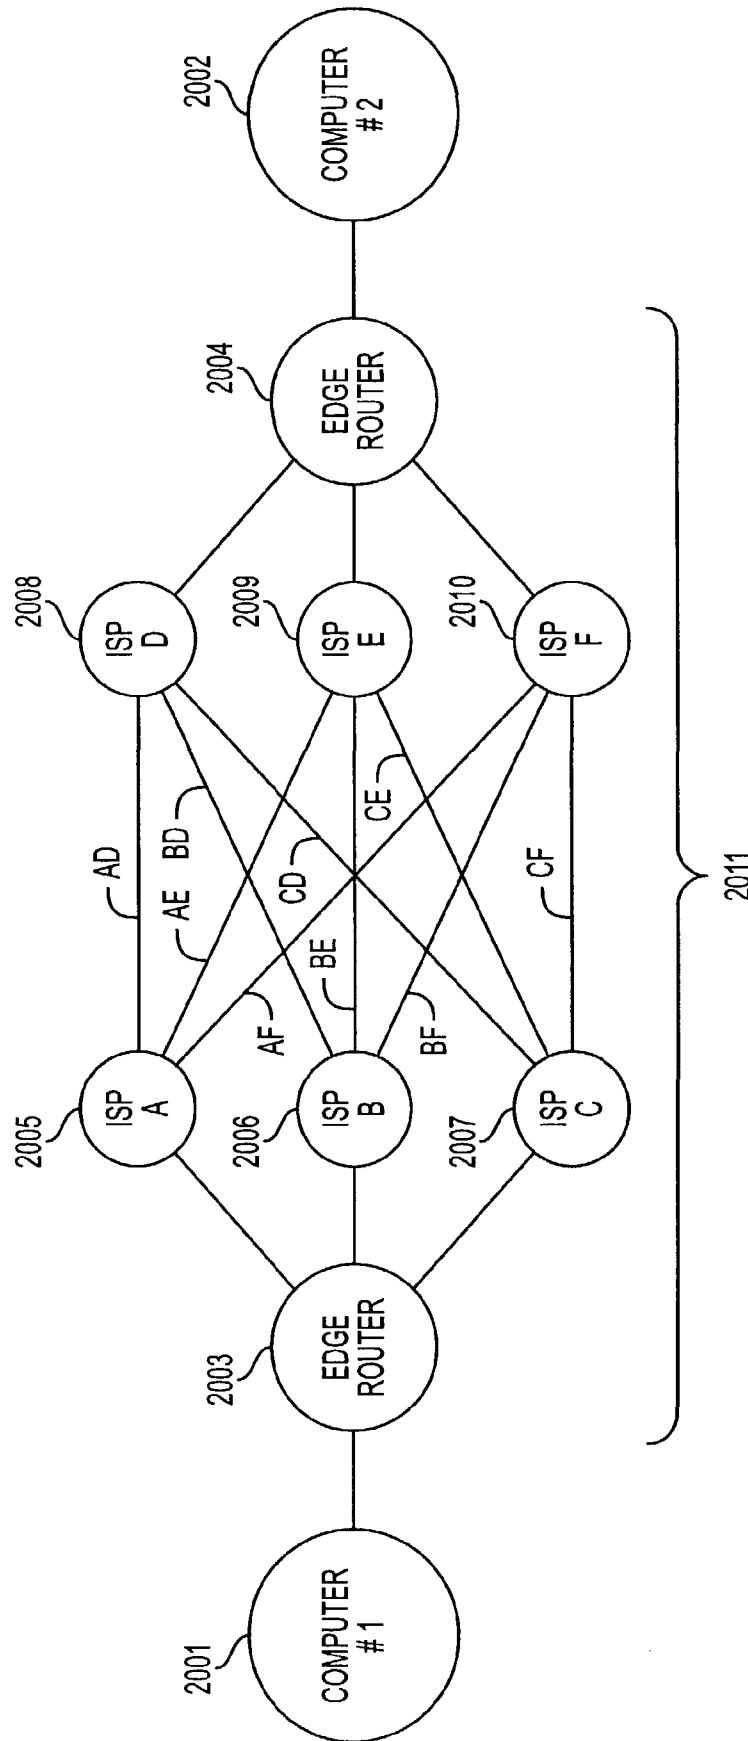 2001
COMPUTER
#1
2003
EDGE
ROUTER
2005
ISP
A
2006
ISP
B
2007
ISP
C
AD
AE
BD
AF
CD
BE
CE
BF
CF
2008
ISP
D
2009
ISP
E
2010
ISP
F
2004
EDGE
ROUTER
2002
COMPUTER
#2
2011